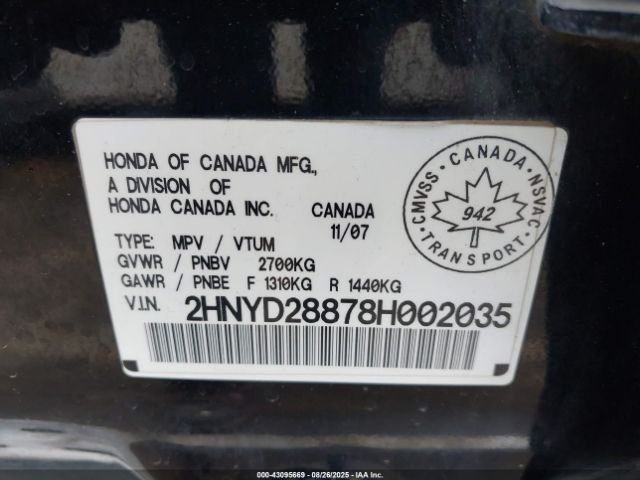 HONDA OF CANADA MFG.,
A DIVISION OF
HONDA CANADA INC. CANADA
11/07
TYPE: MPV / VTUM
GVWR / PNBV 2700KG
GAWR / PNBE F 1310KG R 1440KG
V.I.N. 2HNYD28878H002035
CMVSS · CANADA · NSVAC
942
TRANSPORT
000-43095669 - 08/26/2025 - IAA Inc.